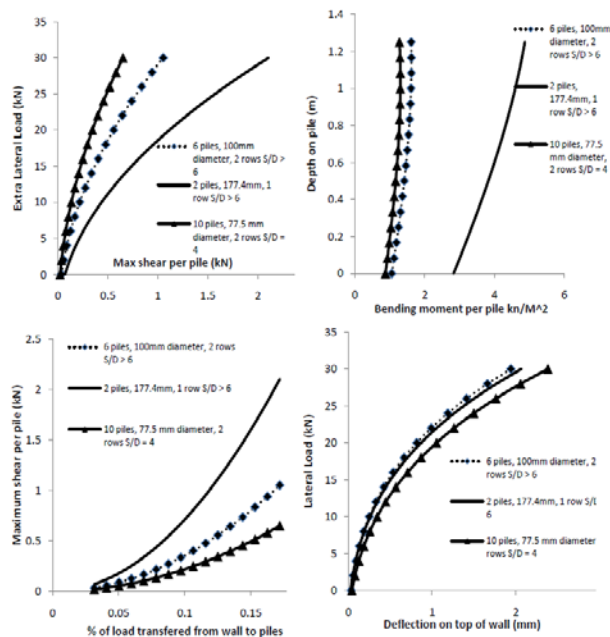 35
30
25
20
15
10
5
0
0 0.5 1 1.5 2
Extra Lateral Load (kN)
Max shear per pile (kN)
6 piles, 100mm
diameter, 2 rows S/D >
6
2 piles, 177.4mm, 1
row S/D > 6
10 piles, 77.5 mm
diameter, 2 rows S/D =
4
1.4
1.2
1
0.8
0.6
0.4
0.2
0
0 2 4 6
Depth on pile (m)
Bending moment per pile kn/M^2
6 piles, 100mm
diameter, 2
rows S/D > 6
2 piles,
177.4mm, 1
row S/D > 6
10 piles, 77.5
mm diameter,
2 rows S/D = 4
2.5
2
1.5
1
0.5
0
0 0.05 0.1 0.15
Maximum shear per pile (kN)
% of load transfered from wall to piles
6 piles, 100mm diameter, 2 rows
S/D > 6
2 piles, 177.4mm, 1 row S/D > 6
10 piles, 77.5 mm diameter, 2
rows S/D = 4
35
30
25
20
15
10
5
0
0 1 2
Lateral Load (kN)
Deflection on top of wall (mm)
6 piles, 100mm diameter, 2
rows S/D > 6
2 piles, 177.4mm, 1 row S/
6
10 piles, 77.5 mm diameter
rows S/D = 4